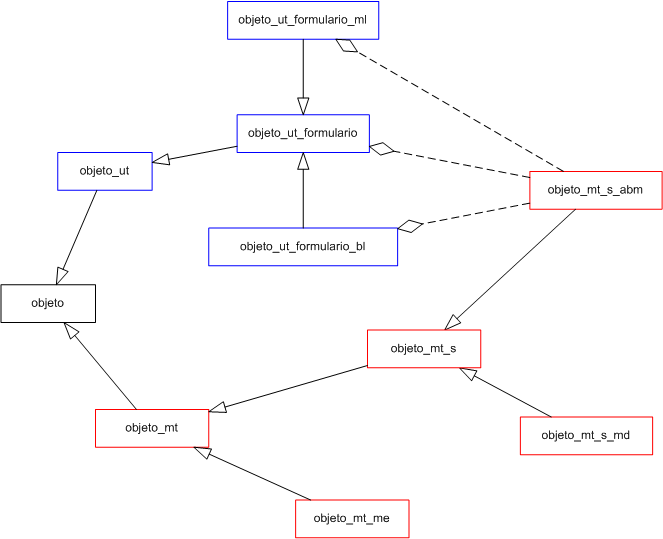 objeto_ut_formulario_ml
objeto_ut_formulario
objeto_ut
objeto_mt_s_abm
objeto_ut_formulario_bl
objeto
objeto_mt_s
objeto_mt
objeto_mt_s_md
objeto_mt_me